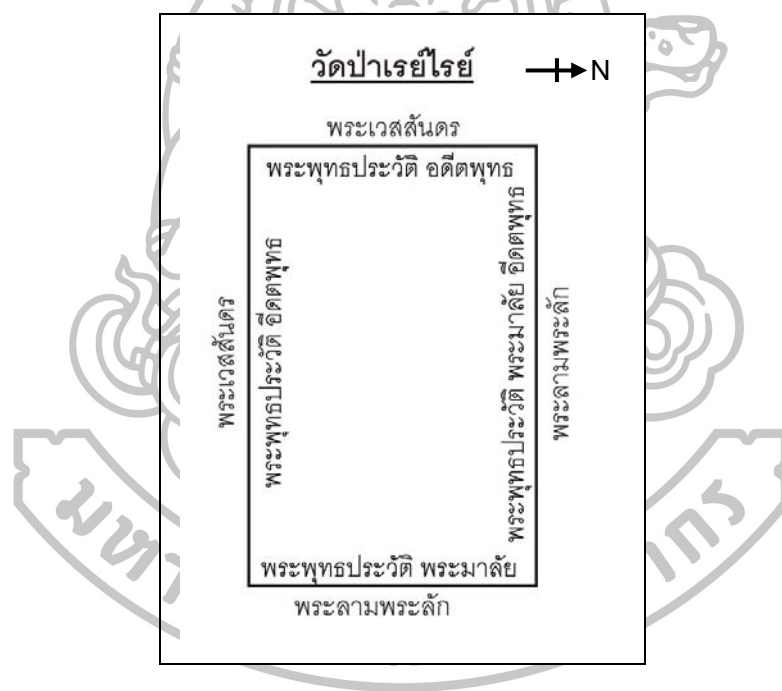 วัดป่าเรย์ไรย์
N
พระเวสสันดร
พระพุทธประวัติ อดีตพุทธ
พระเวสสันดร
พระพุทธประวัติ อีดตพุทธ
พระพุทธประวัติ พระมาลัย อีดตพุทธ
พระลามพระลัก
พระพุทธประวัติ พระมาลัย
พระลามพระลัก